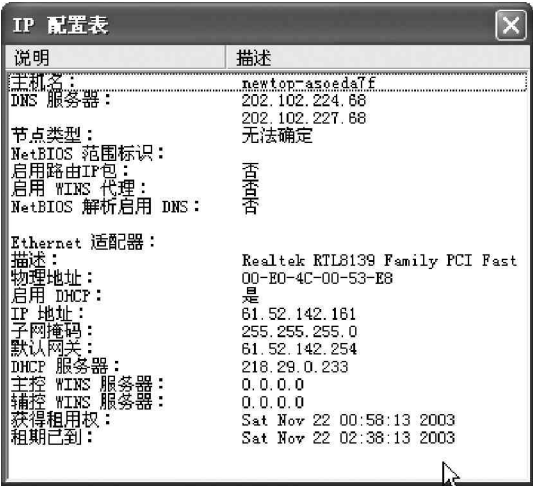 IP 配置表
说明 描述
主机名： newtop-asoeda7f
DNS 服务器： 202.102.224.68
202.102.227.68
节点类型： 无法确定
NetBIOS 范围标识：
启用路由IP包： 否
启用 WINS 代理： 否
NetBIOS 解析启用 DNS： 否
Ethernet 适配器：
描述： Realtek RTL8139 Family PCI Fast
物理地址： 00-E0-4C-00-53-E8
启用 DHCP： 是
IP 地址： 61.52.142.161
子网掩码： 255.255.255.0
默认网关： 61.52.142.254
DHCP 服务器： 218.29.0.233
主控 WINS 服务器： 0.0.0.0
辅控 WINS 服务器： 0.0.0.0
获得租用权： Sat Nov 22 00:58:13 2003
租期已到： Sat Nov 22 02:38:13 2003